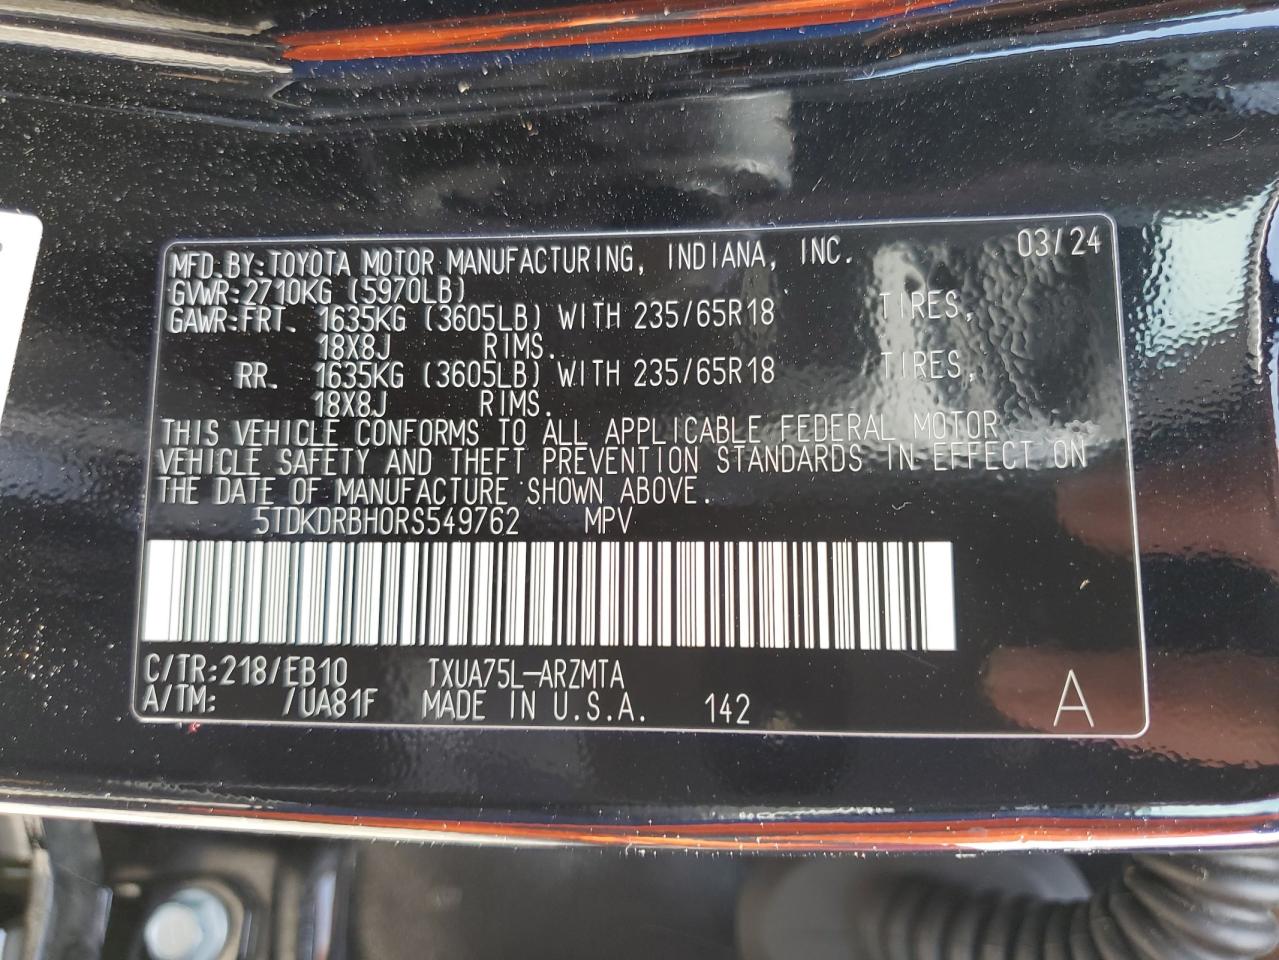 MFD.BY:TOYOTA MOTOR MANUFACTURING, INDIANA, INC. 03/24
GVWR:2710KG (5970LB)
GAWR:FRT. 1635KG (3605LB) WITH 235/65R18 TIRES,
18X8J RIMS.
RR. 1635KG (3605LB) WITH 235/65R18 TIRES,
18X8J RIMS.
THIS VEHICLE CONFORMS TO ALL APPLICABLE FEDERAL MOTOR
VEHICLE SAFETY AND THEFT PREVENTION STANDARDS IN EFFECT ON
THE DATE OF MANUFACTURE SHOWN ABOVE.
5TDKDRBH0RS549762 MPV
C/TR:218/EB10 TXUA75L-ARZMTA
A/TM: /UA81F MADE IN U.S.A. 142 A